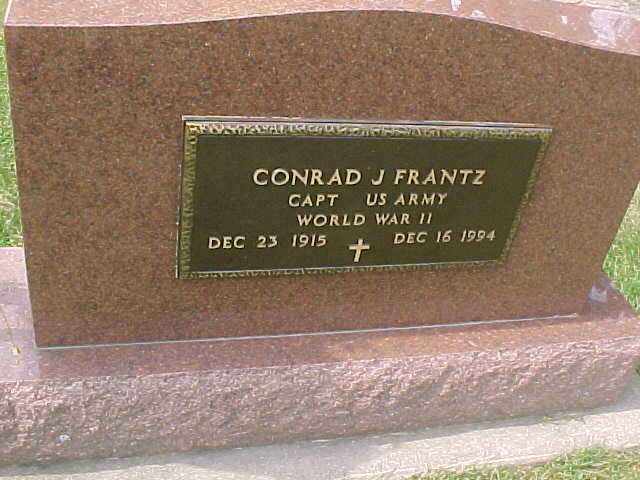 CONRAD J FRANTZ
CAPT US ARMY
WORLD WAR II
DEC 23 1915 DEC 16 1994